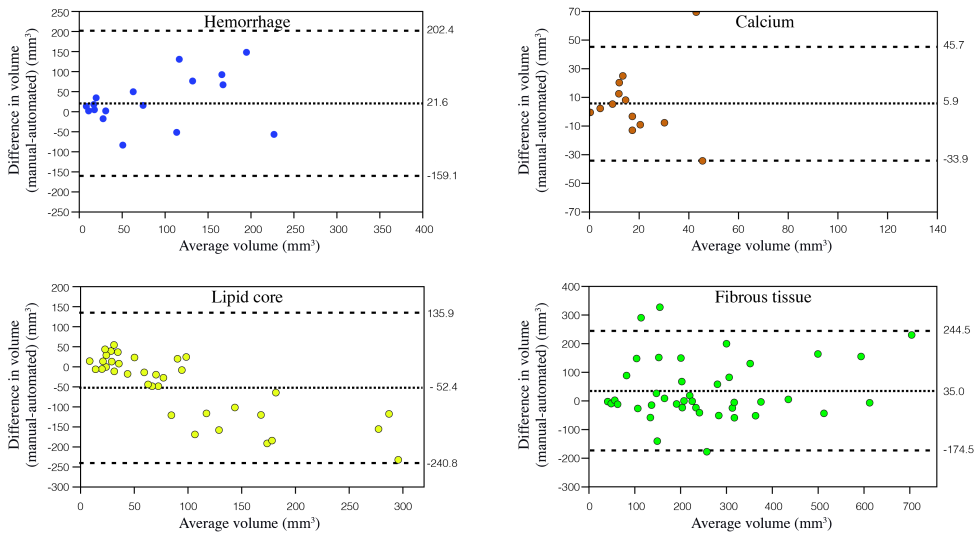 Hemorrhage
Difference in volume
(manual-automated) (mm³)
250
200
150
100
50
0
-50
-100
-150
-200
-250
202.4
21.6
-159.1
0 50 100 150 200 250 300 350 400
Average volume (mm³)
Calcium
Difference in volume
(manual-automated) (mm³)
70
50
30
10
-10
-30
-50
-70
45.7
5.9
-33.9
0 20 40 60 80 100 120 140
Average volume (mm³)
Lipid core
Difference in volume
(manual-automated) (mm³)
200
150
100
50
0
-50
-100
-150
-200
-250
-300
135.9
- 52.4
-240.8
0 50 100 150 200 250 300
Average volume (mm³)
Fibrous tissue
Difference in volume
(manual-automated) (mm³)
400
300
200
100
0
-100
-200
-300
244.5
35.0
-174.5
0 100 200 300 400 500 600 700
Average volume (mm³)